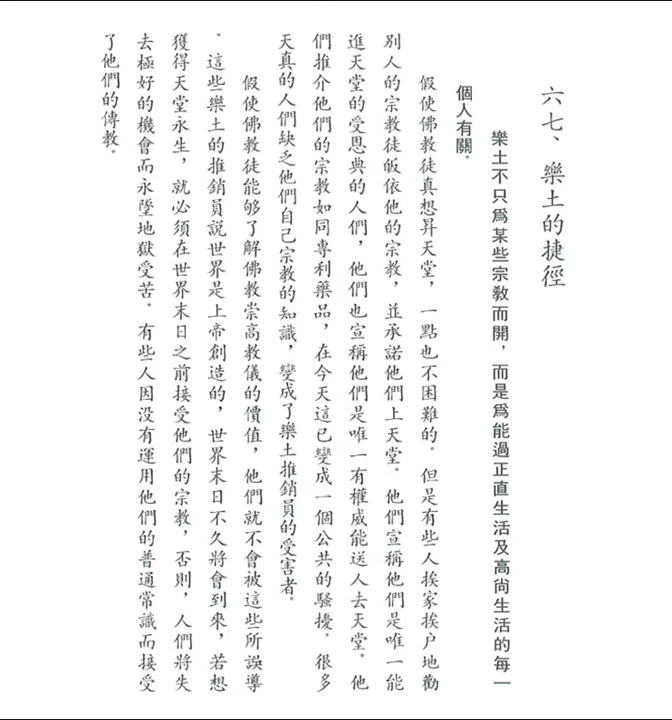 六七、樂土的捷徑
樂土不只爲某些宗教而開，而是爲能過正直生活及高尚生活的每一
個人有關。
假使佛教徒真想昇天堂，一點也不困難的。但是有些人挨家挨户地勸
别人的宗教徒皈依他的宗教，並承諾他們上天堂。他們宣稱他們是唯一能
進天堂的受恩典的人們，他們也宣稱他們是唯一有權威能送人去天堂。他
們推介他們的宗教如同專利藥品，在今天這已變成一個公共的騷擾。很多
天真的人們缺乏他們自己宗教的知識，變成了樂土推銷員的受害者。
假使佛教徒能够了解佛教崇高教儀的價值，他們就不會被這些所誤導
。這些樂土的推銷員説世界是上帝創造的，世界末日不久將會到來，若想
獲得天堂永生，就必須在世界末日之前接受他們的宗教，否則，人們將失
去極好的機會而永墮地獄受苦。有些人因没有運用他們的普通常識而接受
了他們的傳教。